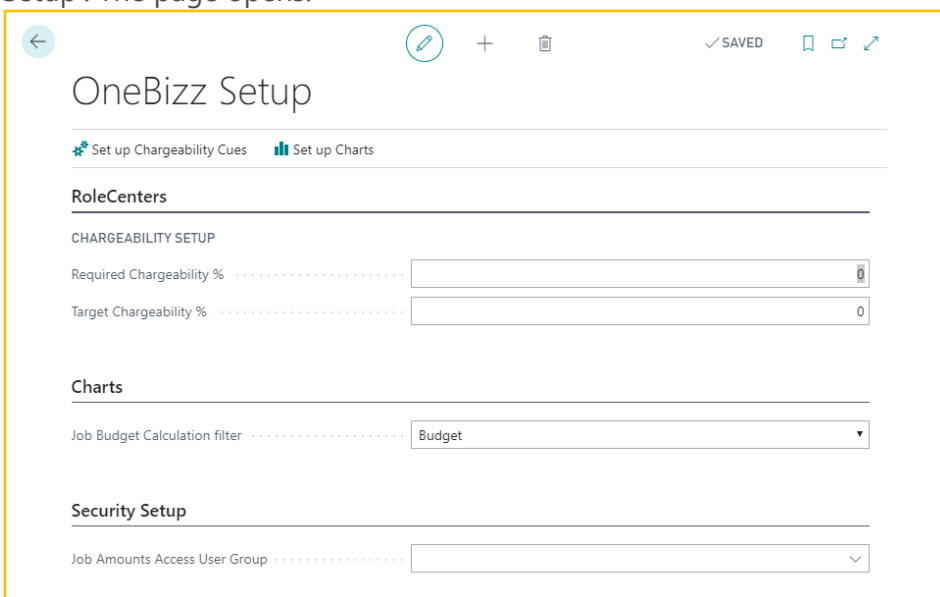 ✓ SAVED
OneBizz Setup
Set up Chargeability Cues Set up Charts
RoleCenters
CHARGEABILITY SETUP
Required Chargeability % 0
Target Chargeability % 0
Charts
Job Budget Calculation filter Budget
Security Setup
Job Amounts Access User Group